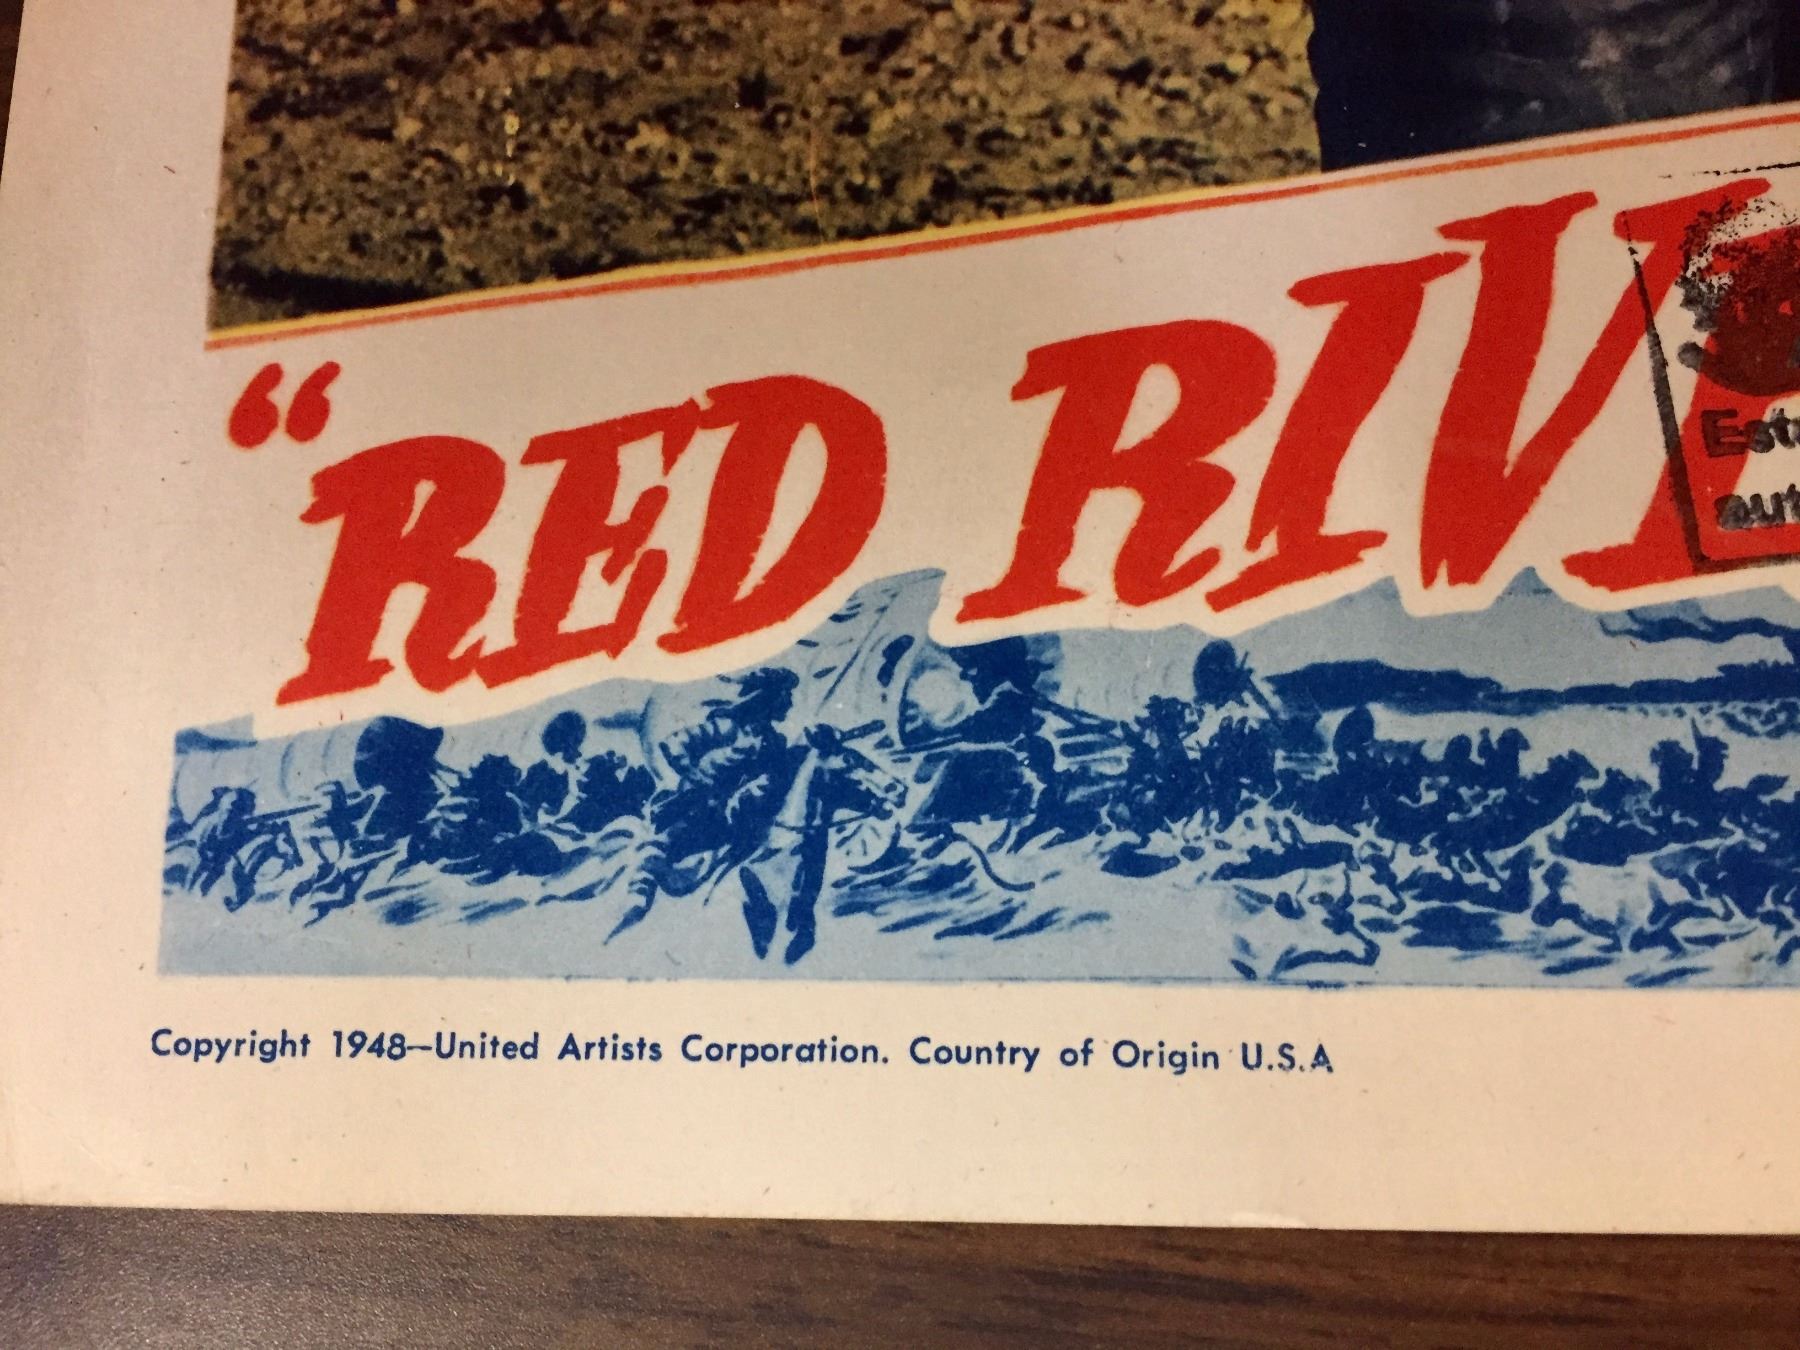 “RED RIV
Copyright 1948—United Artists Corporation. Country of Origin U.S.A